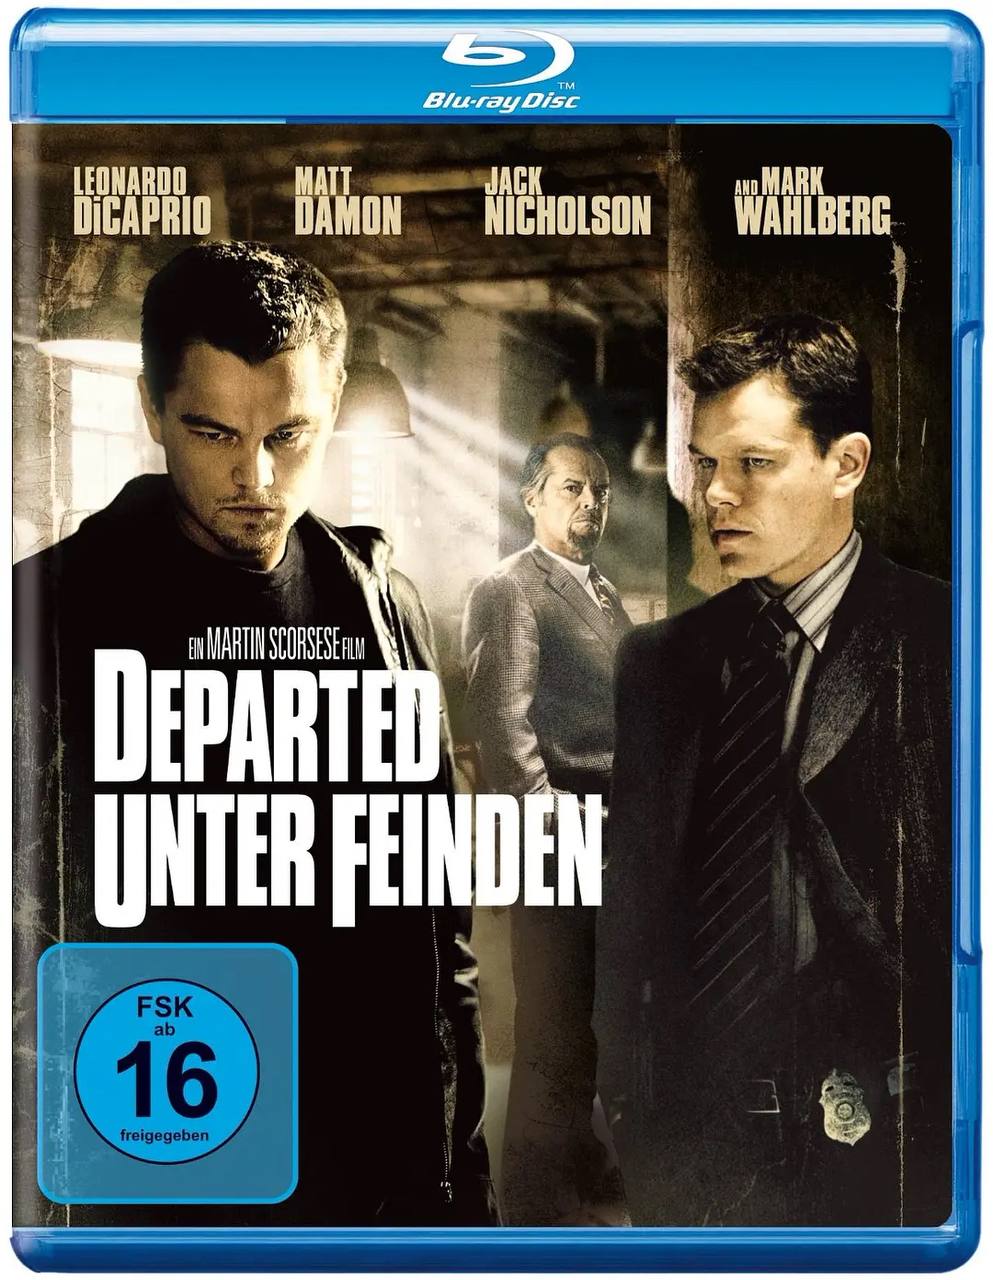 Blu-ray Disc
TM
LEONARDO DiCAPRIO
MATT DAMON
JACK NICHOLSON
AND MARK WAHLBERG
EIN MARTIN SCORSESE FILM
DEPARTED
UNTER FEINDEN
FSK
ab
16
freigegeben